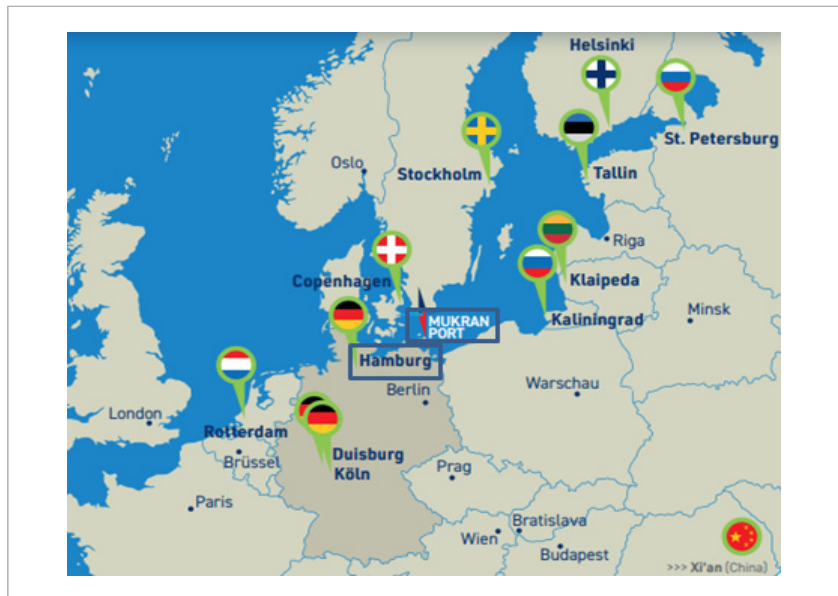 Helsinki
St. Petersburg
Oslo
Stockholm
Tallin
Riga
Copenhagen
Klaipeda
Kaliningrad
Minsk
MUKRAN
PORT
Hamburg
Berlin
Warschau
London
Rotterdam
Brüssel
Duisburg
Köln
Prag
Paris
Wien
Bratislava
Budapest
>>> Xi'an (China)